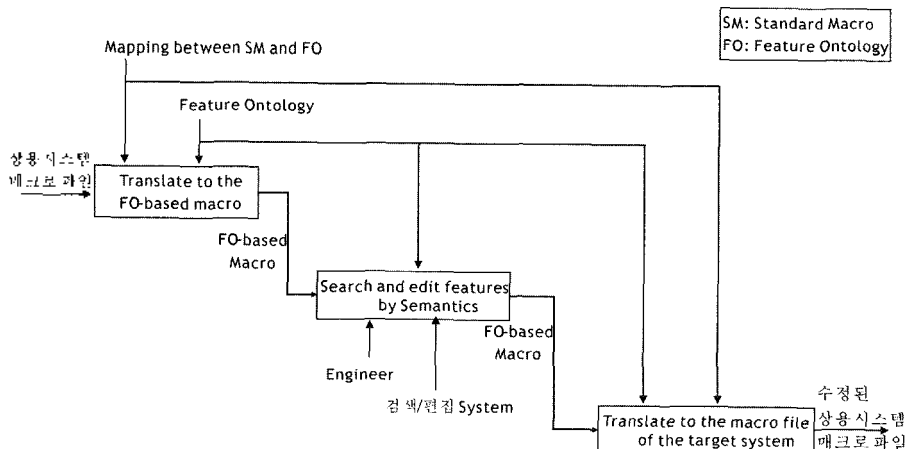 SM: Standard Macro
FO: Feature Ontology
Mapping between SM and FO
Feature Ontology
상용시스템
매크로파일
Translate to the
FO-based macro
FO-based
Macro
Search and edit features
by Semantics
FO-based
Macro
Engineer
검색/편집 System
수정된
상용시스템
매크로파일
Translate to the macro file
of the target system